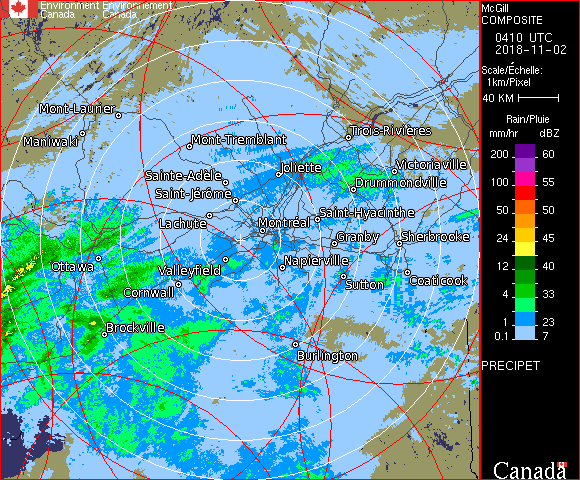 Environment Environnement
Canada Canada
McGill
COMPOSITE
0410 UTC
2018-11-02
Scale/Échelle:
1km/Pixel
40 KM
Rain/Pluie
mm/hr dBZ
200 60
100 55
50 50
24 45
12 40
4 33
1 23
0.1 7
PRECIPET
Canada
Mont-Laurier
Maniwaki
Mont-Tremblant
Trois-Rivières
Sainte-Adèle
Joliette
Victoriaville
Saint-Jérôme
Drummondville
Lachute
Montréal
Saint-Hyacinthe
Granby
Sherbrooke
Ottawa
Valleyfield
Napierville
Cornwall
Sutton
Coaticook
Brockville
Burlington